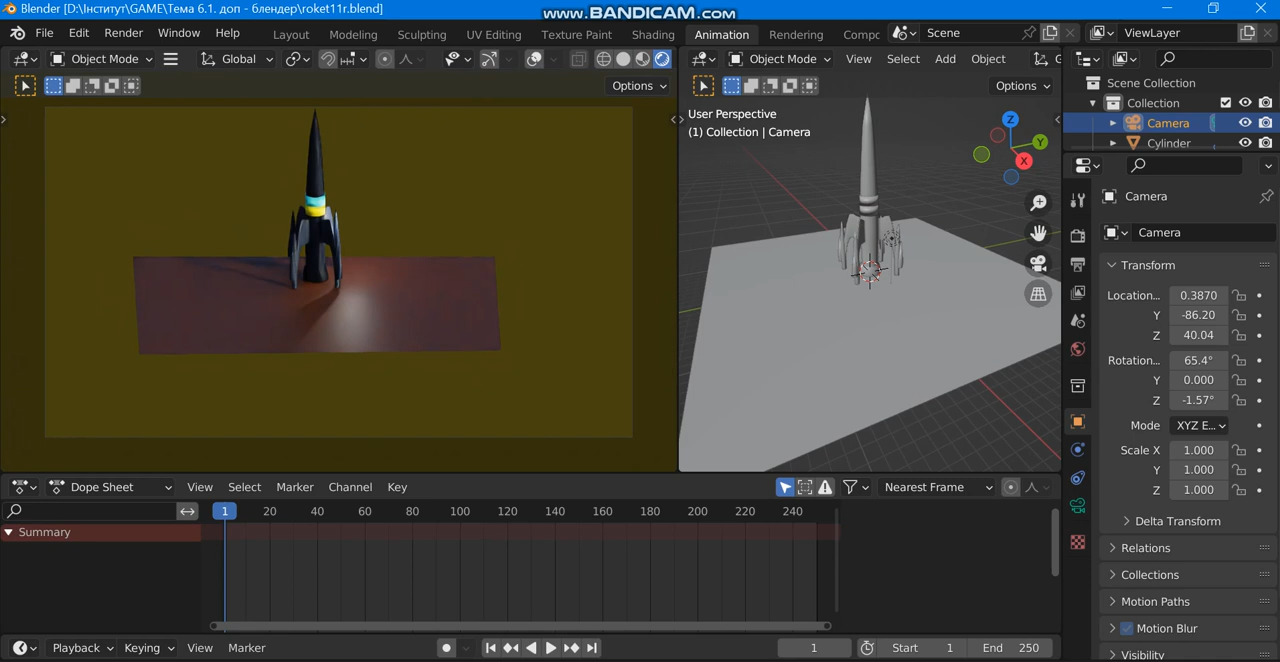 Blender [D:\Інститут\GAME\Тема 6.1. доп - блендер\roket11r.blend]
www.BANDICAM.com
File Edit Render Window Help Layout Modeling Sculpting UV Editing Texture Paint Shading Animation Rendering Compc Scene ViewLayer
Object Mode Global Object Mode View Select Add Object G
Options Options
User Perspective
(1) Collection | Camera
Z
Y
X
Scene Collection
Collection
Camera
Cylinder
Camera
Camera
Transform
Location... 0.3870
Y -86.20
Z 40.04
Rotation... 65.4°
Y 0.000
Z -1.57°
Mode XYZ E...
Scale X 1.000
Y 1.000
Z 1.000
Delta Transform
Relations
Collections
Motion Paths
Motion Blur
Visibility
Dope Sheet View Select Marker Channel Key Nearest Frame
1 20 40 60 80 100 120 140 160 180 200 220 240
Summary
Playback Keying View Marker 1 Start 1 End 250